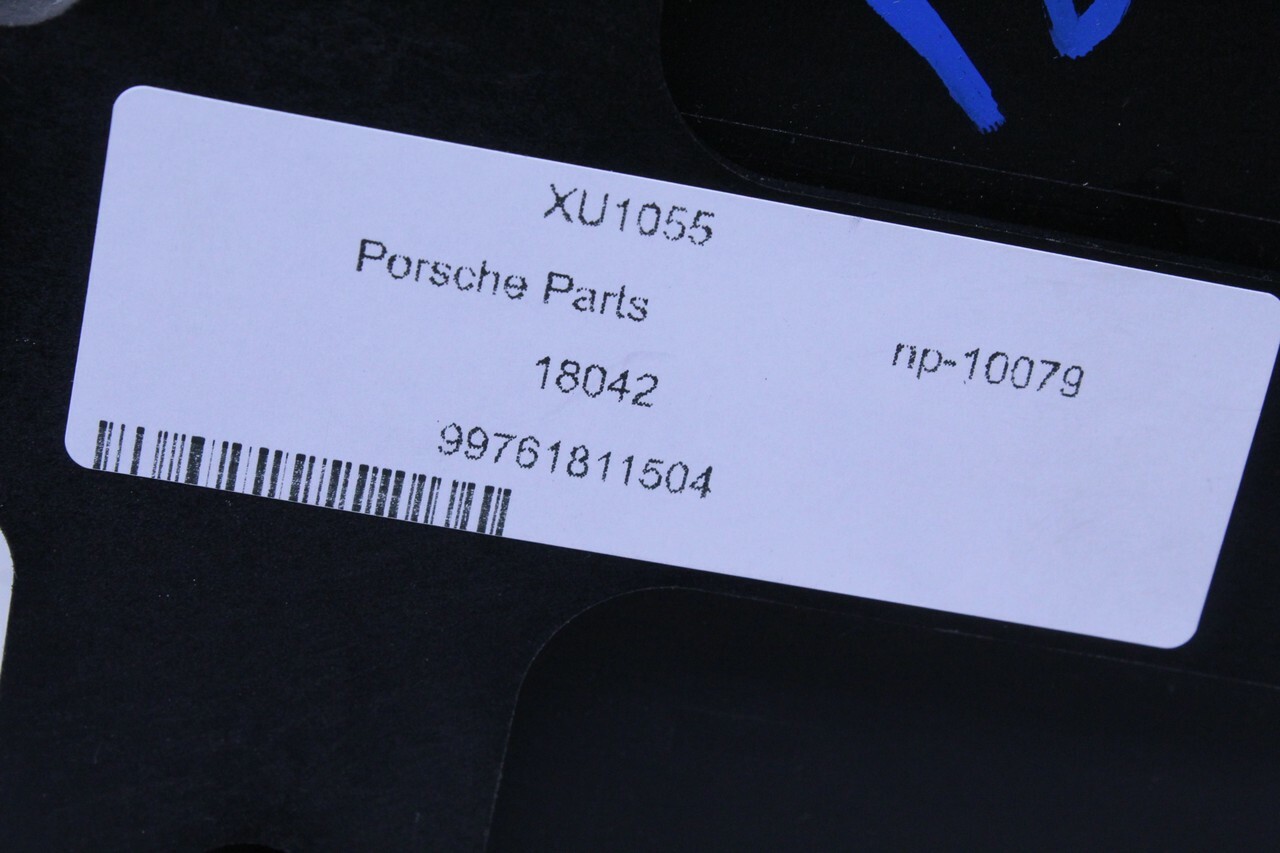 XU1055
Porsche Parts
np-10079
18042
99761811504